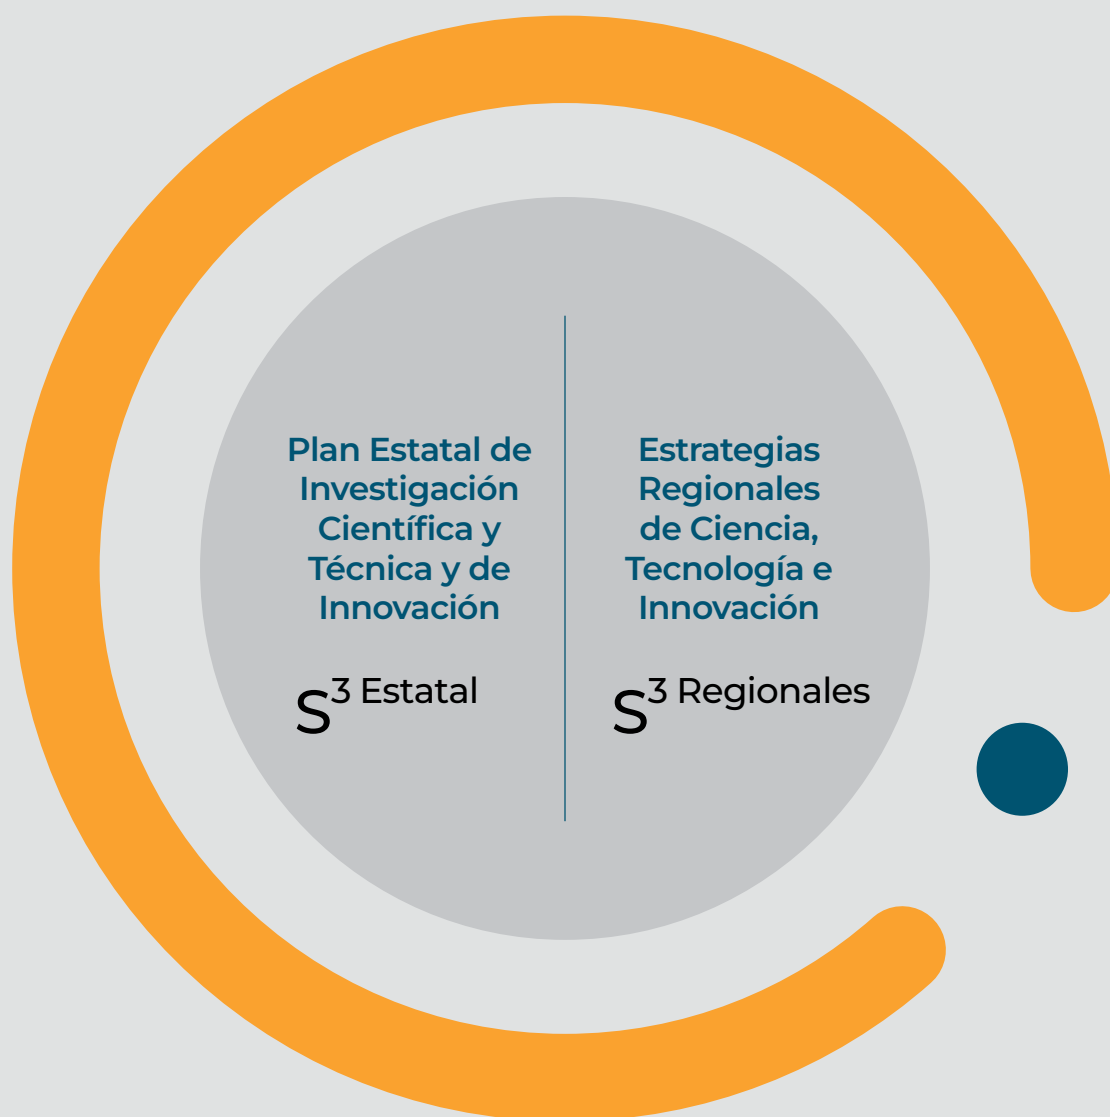 Plan Estatal de
Investigación
Científica y
Técnica y de
Innovación
S³ Estatal
Estrategias
Regionales
de Ciencia,
Tecnología e
Innovación
S³ Regionales